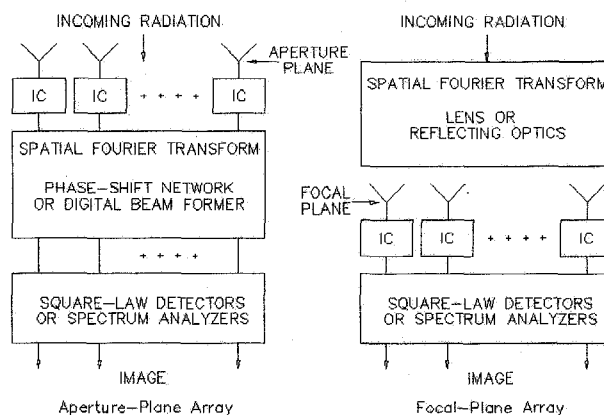 INCOMING RADIATION
APERTURE
PLANE
IC
IC
+ + + +
IC
SPATIAL FOURIER TRANSFORM
PHASE-SHIFT NETWORK
OR DIGITAL BEAM FORMER
+ + + +
SQUARE-LAW DETECTORS
OR SPECTRUM ANALYZERS
IMAGE
Aperture-Plane Array
INCOMING RADIATION
SPATIAL FOURIER TRANSFORM
LENS OR
REFLECTING OPTICS
FOCAL
PLANE
IC
IC
+ + + +
IC
SQUARE-LAW DETECTORS
OR SPECTRUM ANALYZERS
IMAGE
Focal-Plane Array